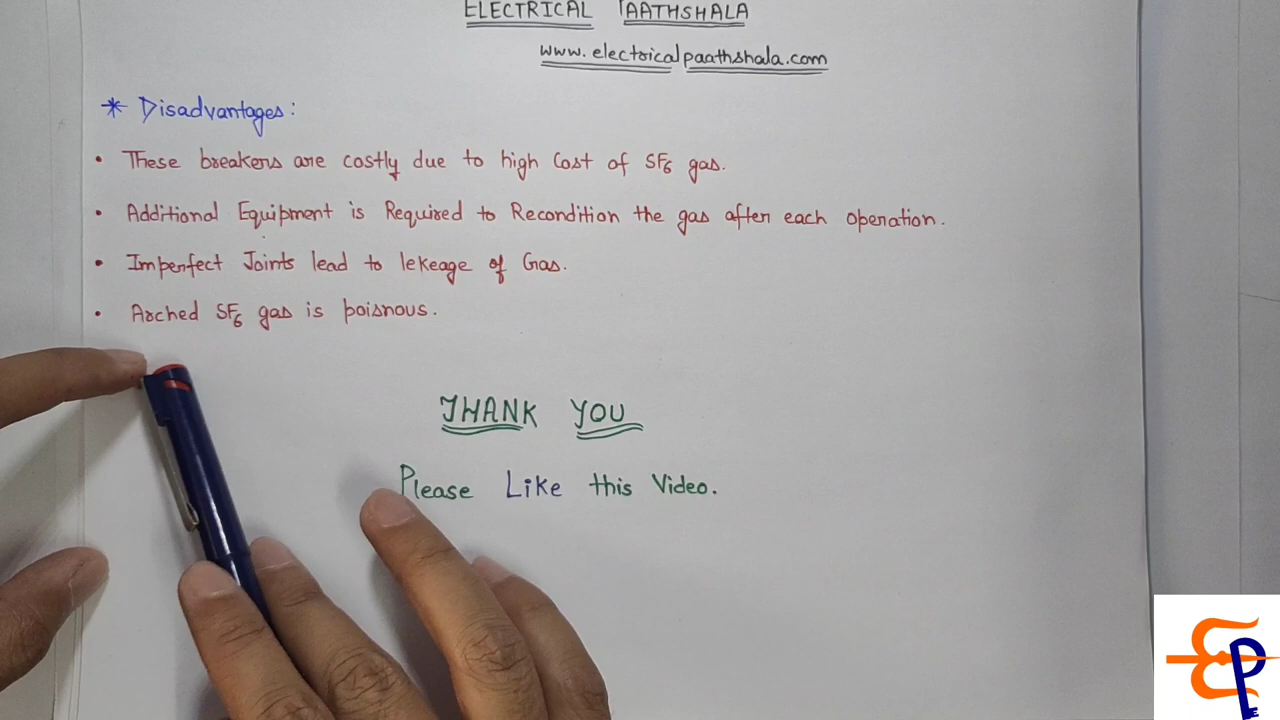 ELECTRICAL PAATHSHALA
www.electricalpaathshala.com
* Disadvantages:
• These breakers are costly due to high Cost of SF6 gas.
• Additional Equipment is Required to Recondition the gas after each operation.
• Imperfect Joints lead to lekeage of Gas.
• Arched SF6 gas is poisnous.
THANK YOU
Please Like this Video.
EP